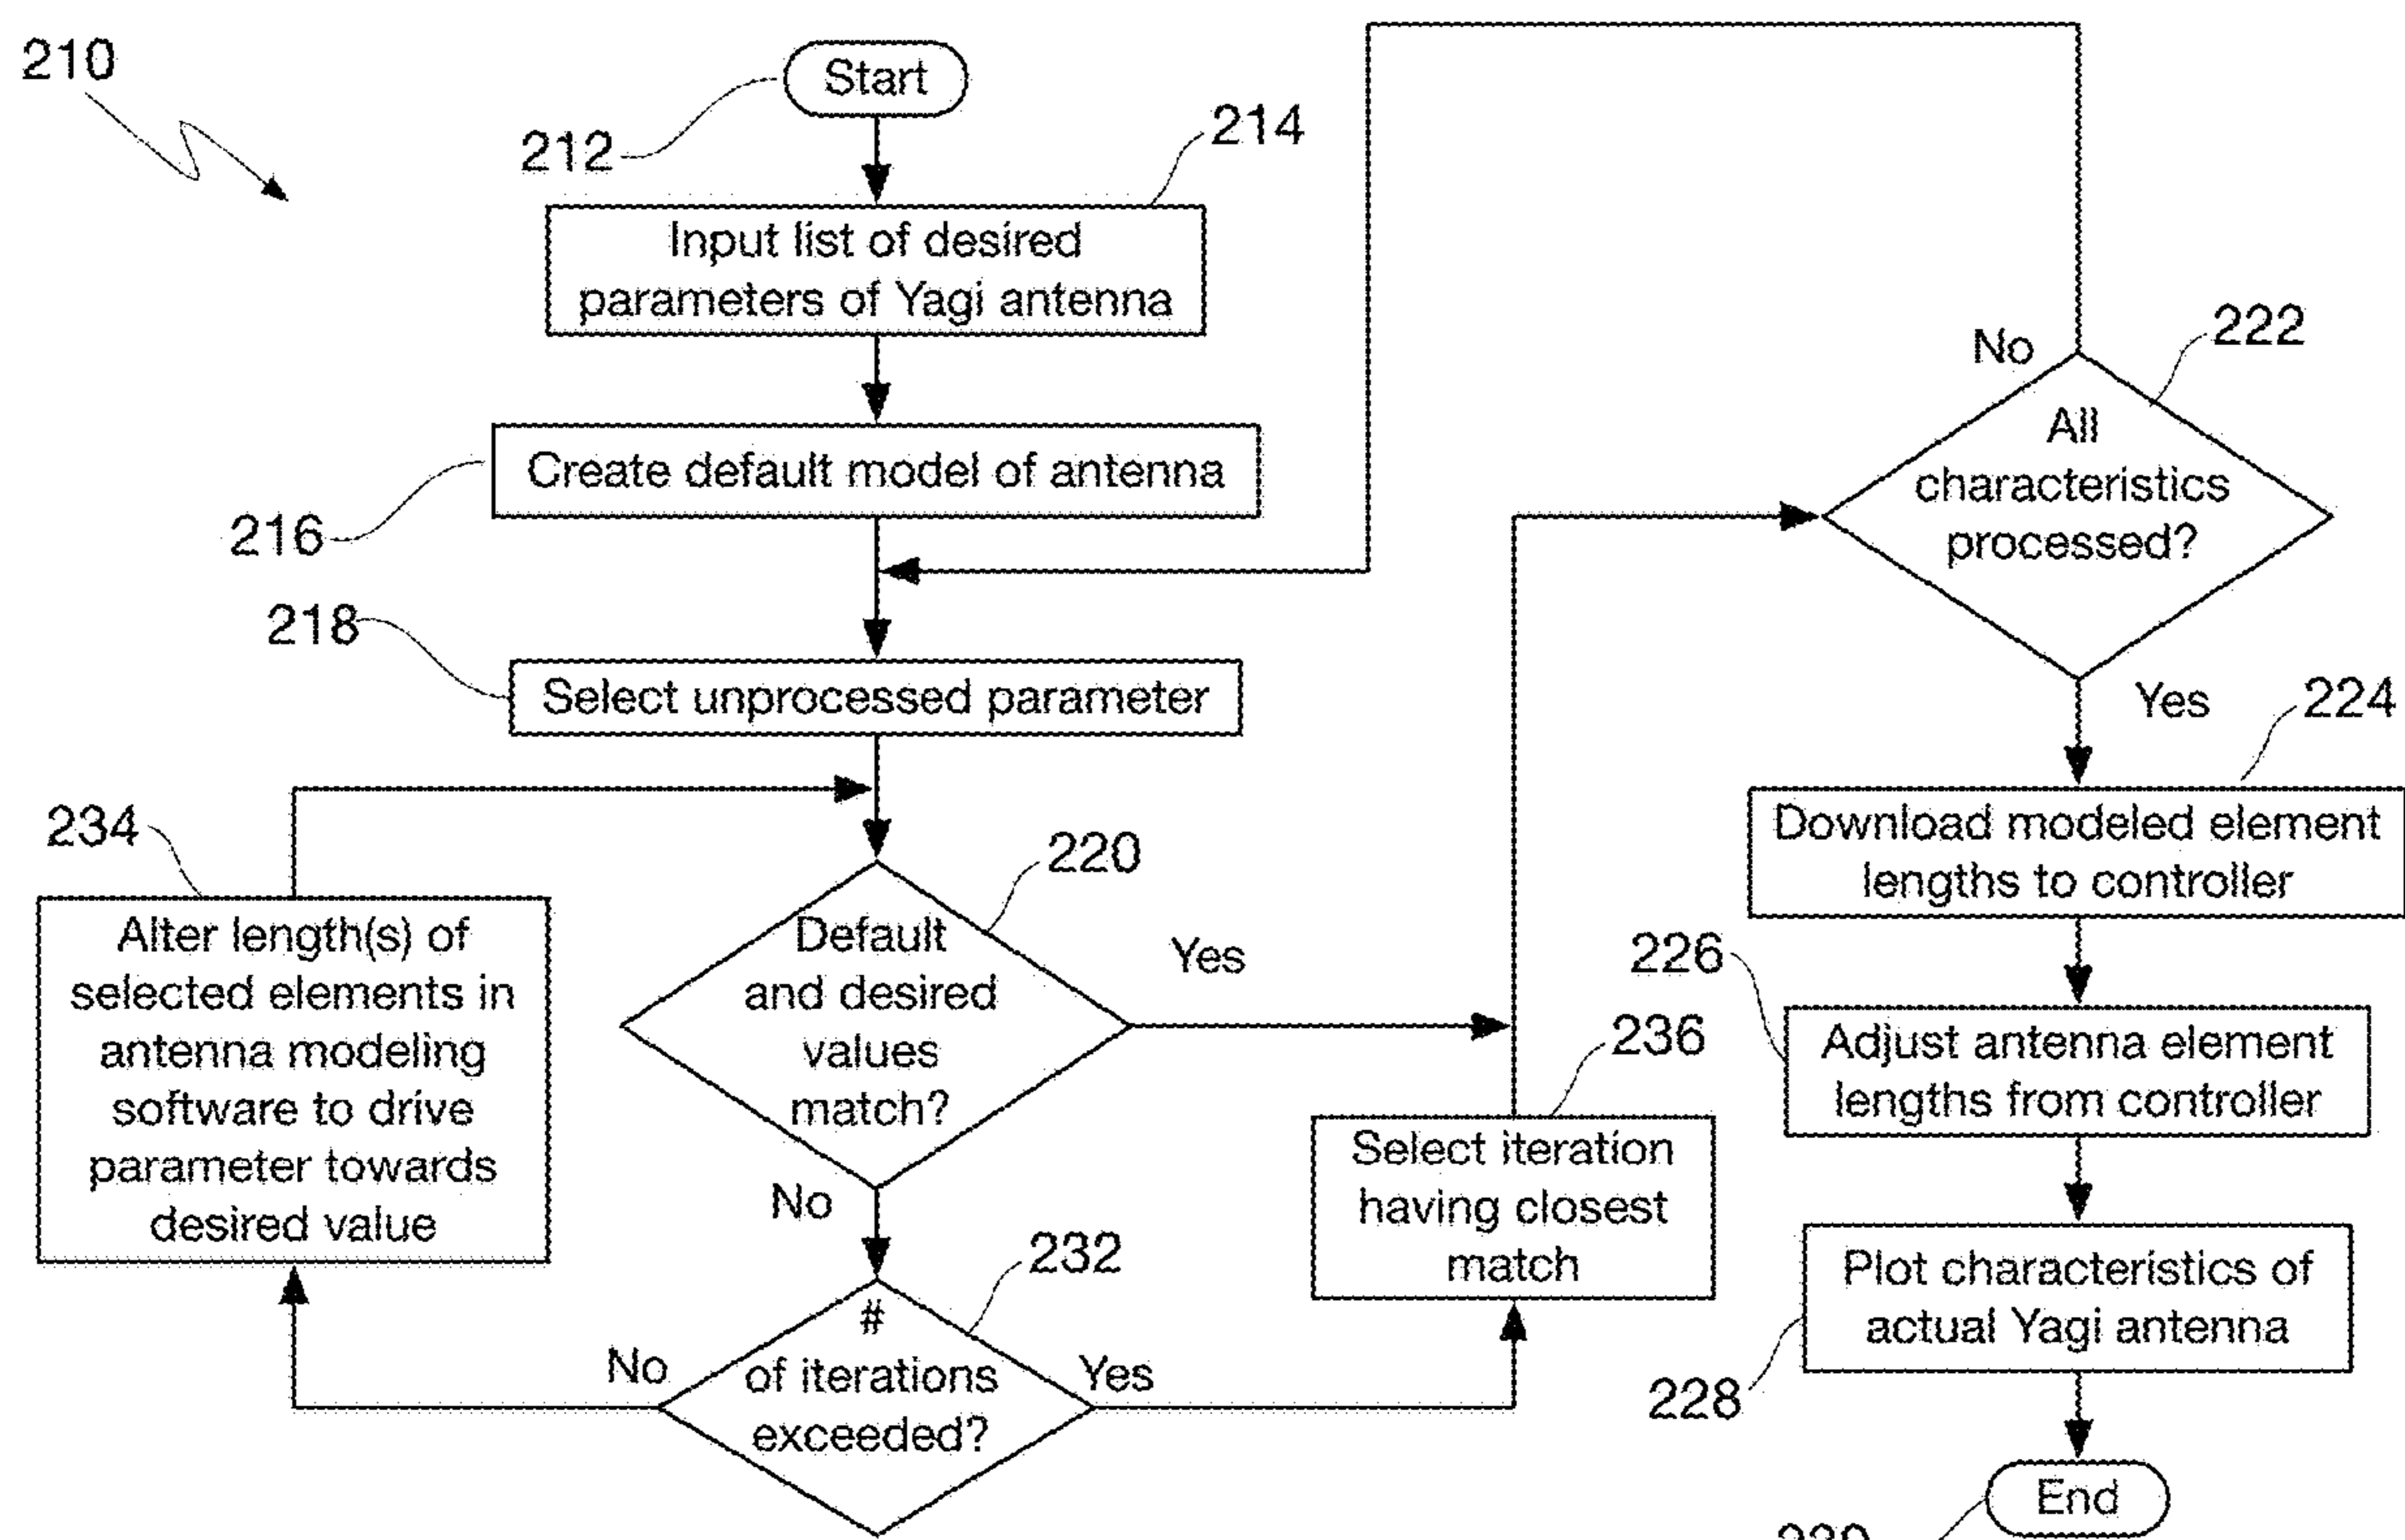 210
Start
212
214
Input list of desired
parameters of Yagi antenna
Create default model of antenna
216
218
Select unprocessed parameter
234
Alter length(s) of
selected elements in
antenna modeling
software to drive
parameter towards
desired value
220
Default
and desired
values
match?
Yes
No
232
#
of iterations
exceeded?
No
Yes
236
Select iteration
having closest
match
No
222
All
characteristics
processed?
Yes
224
Download modeled element
lengths to controller
226
Adjust antenna element
lengths from controller
Plot characteristics of
actual Yagi antenna
228
End